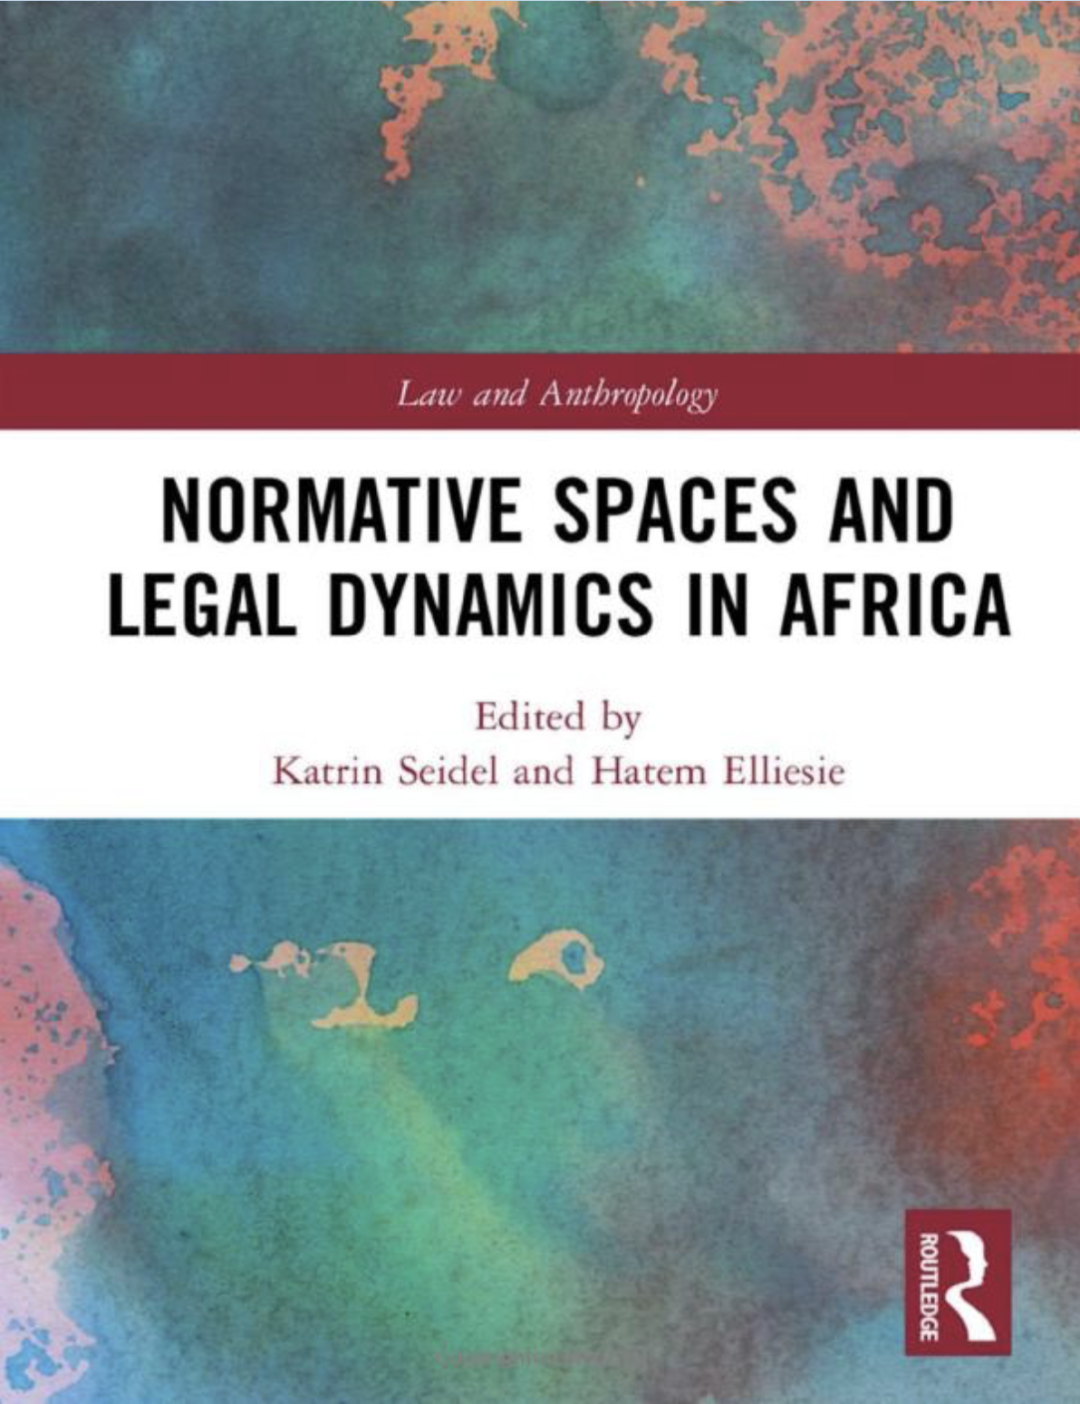 Law and Anthropology
NORMATIVE SPACES AND
LEGAL DYNAMICS IN AFRICA
Edited by
Katrin Seidel and Hatem Elliesie
ROUTLEDGE